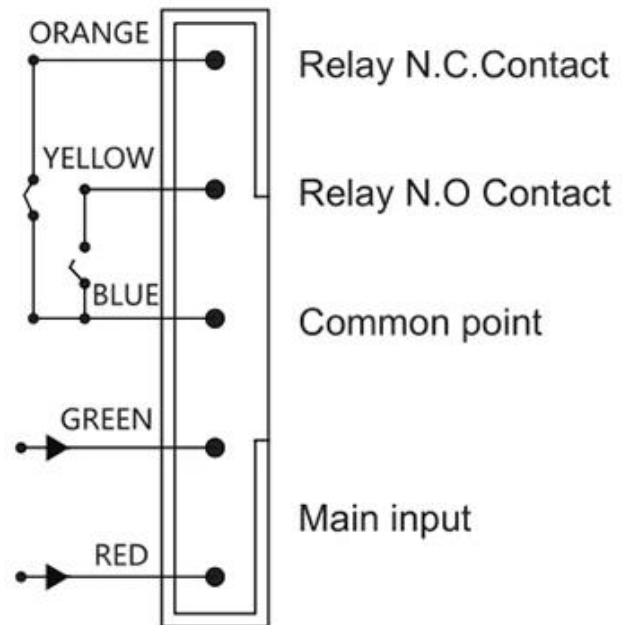 ORANGE
Relay N.C.Contact
YELLOW
Relay N.O Contact
BLUE
Common point
GREEN
Main input
RED